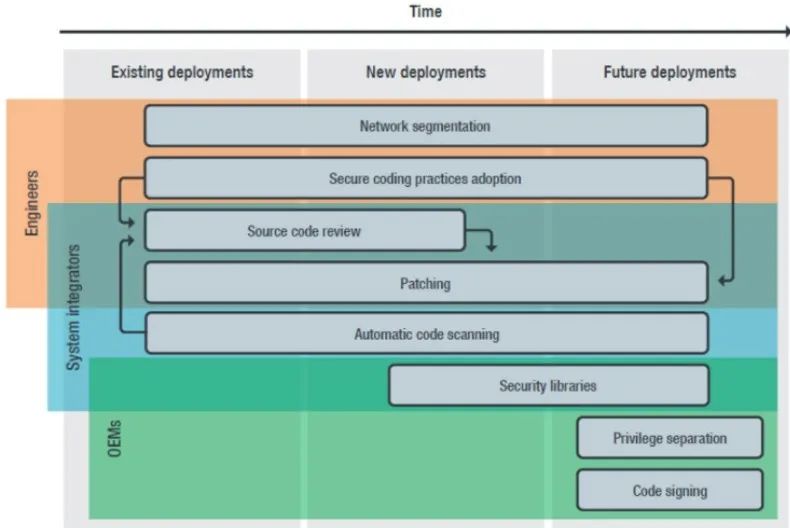 Time
Existing deployments
New deployments
Future deployments
Engineers
System integrators
OEMs
Network segmentation
Secure coding practices adoption
Source code review
Patching
Automatic code scanning
Security libraries
Privilege separation
Code signing